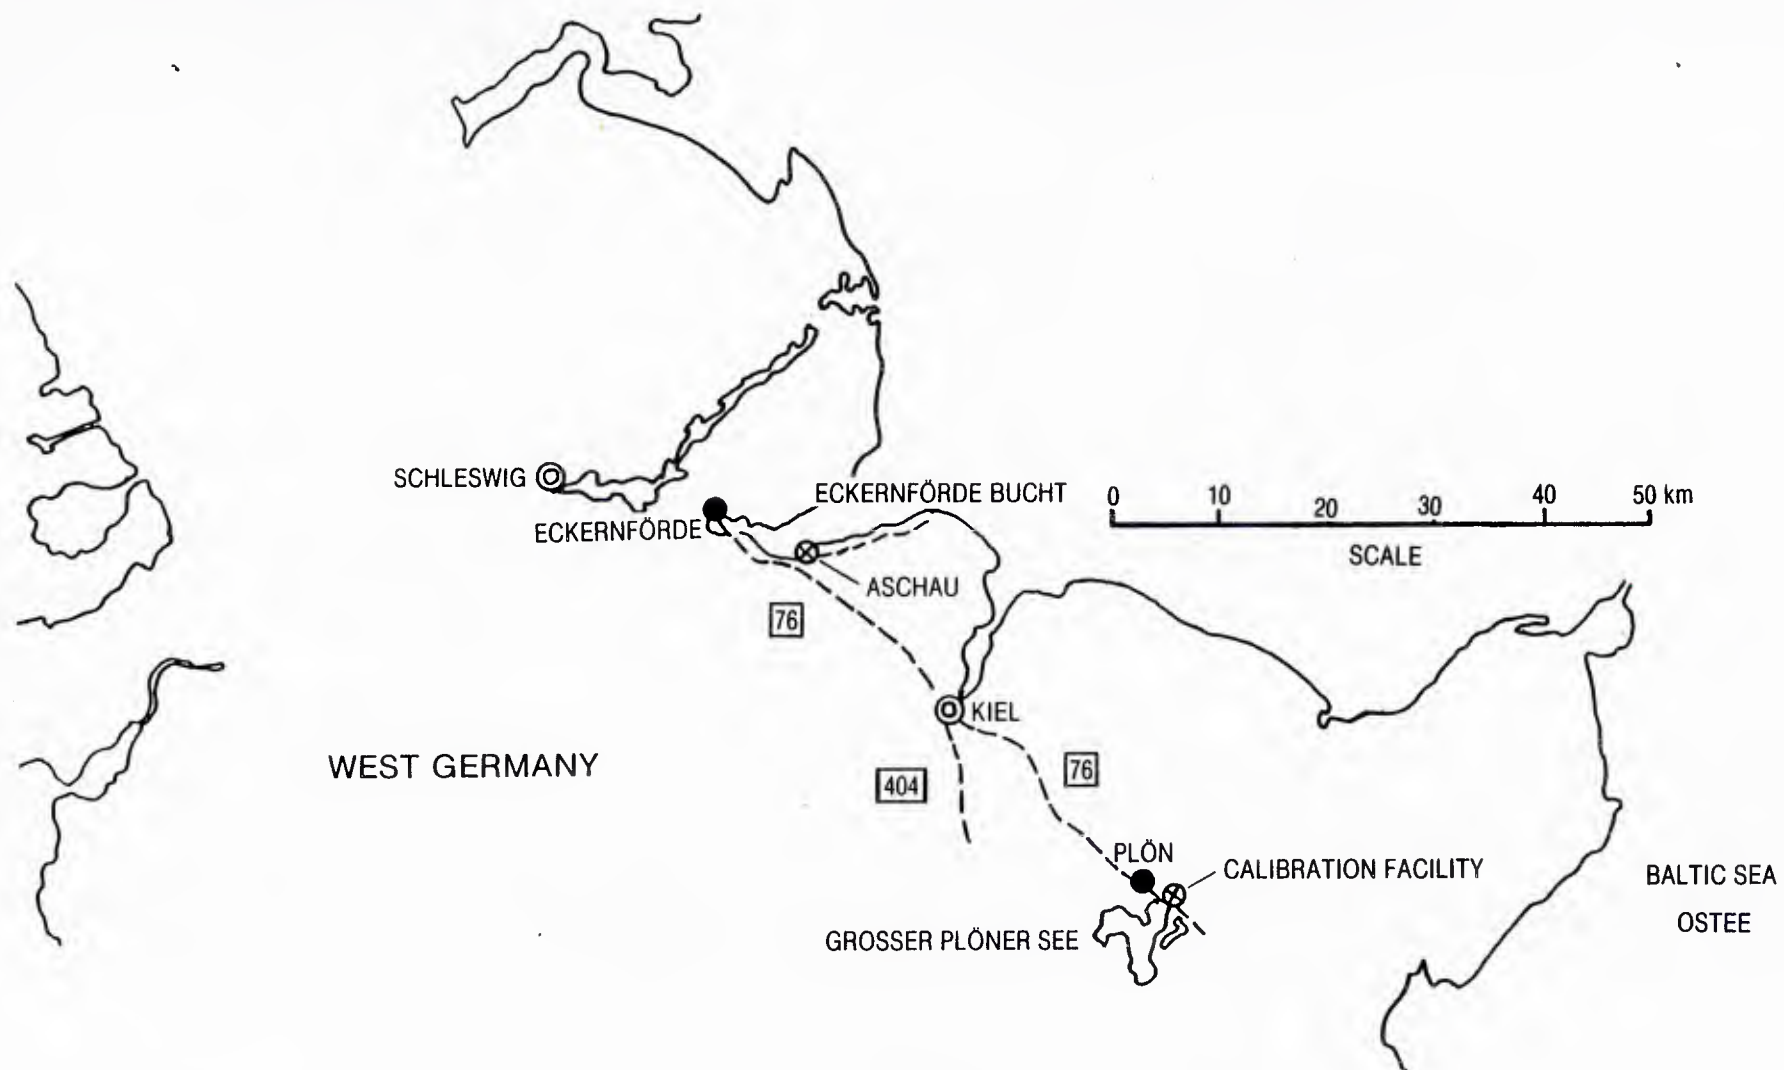 SCHLESWIG
ECKERNFÖRDE BUCHT
0 10 20 30 40 50 km
ECKERNFÖRDE
SCALE
ASCHAU
76
KIEL
WEST GERMANY
404
76
PLÖN
CALIBRATION FACILITY
BALTIC SEA
OSTEE
GROSSER PLÖNER SEE